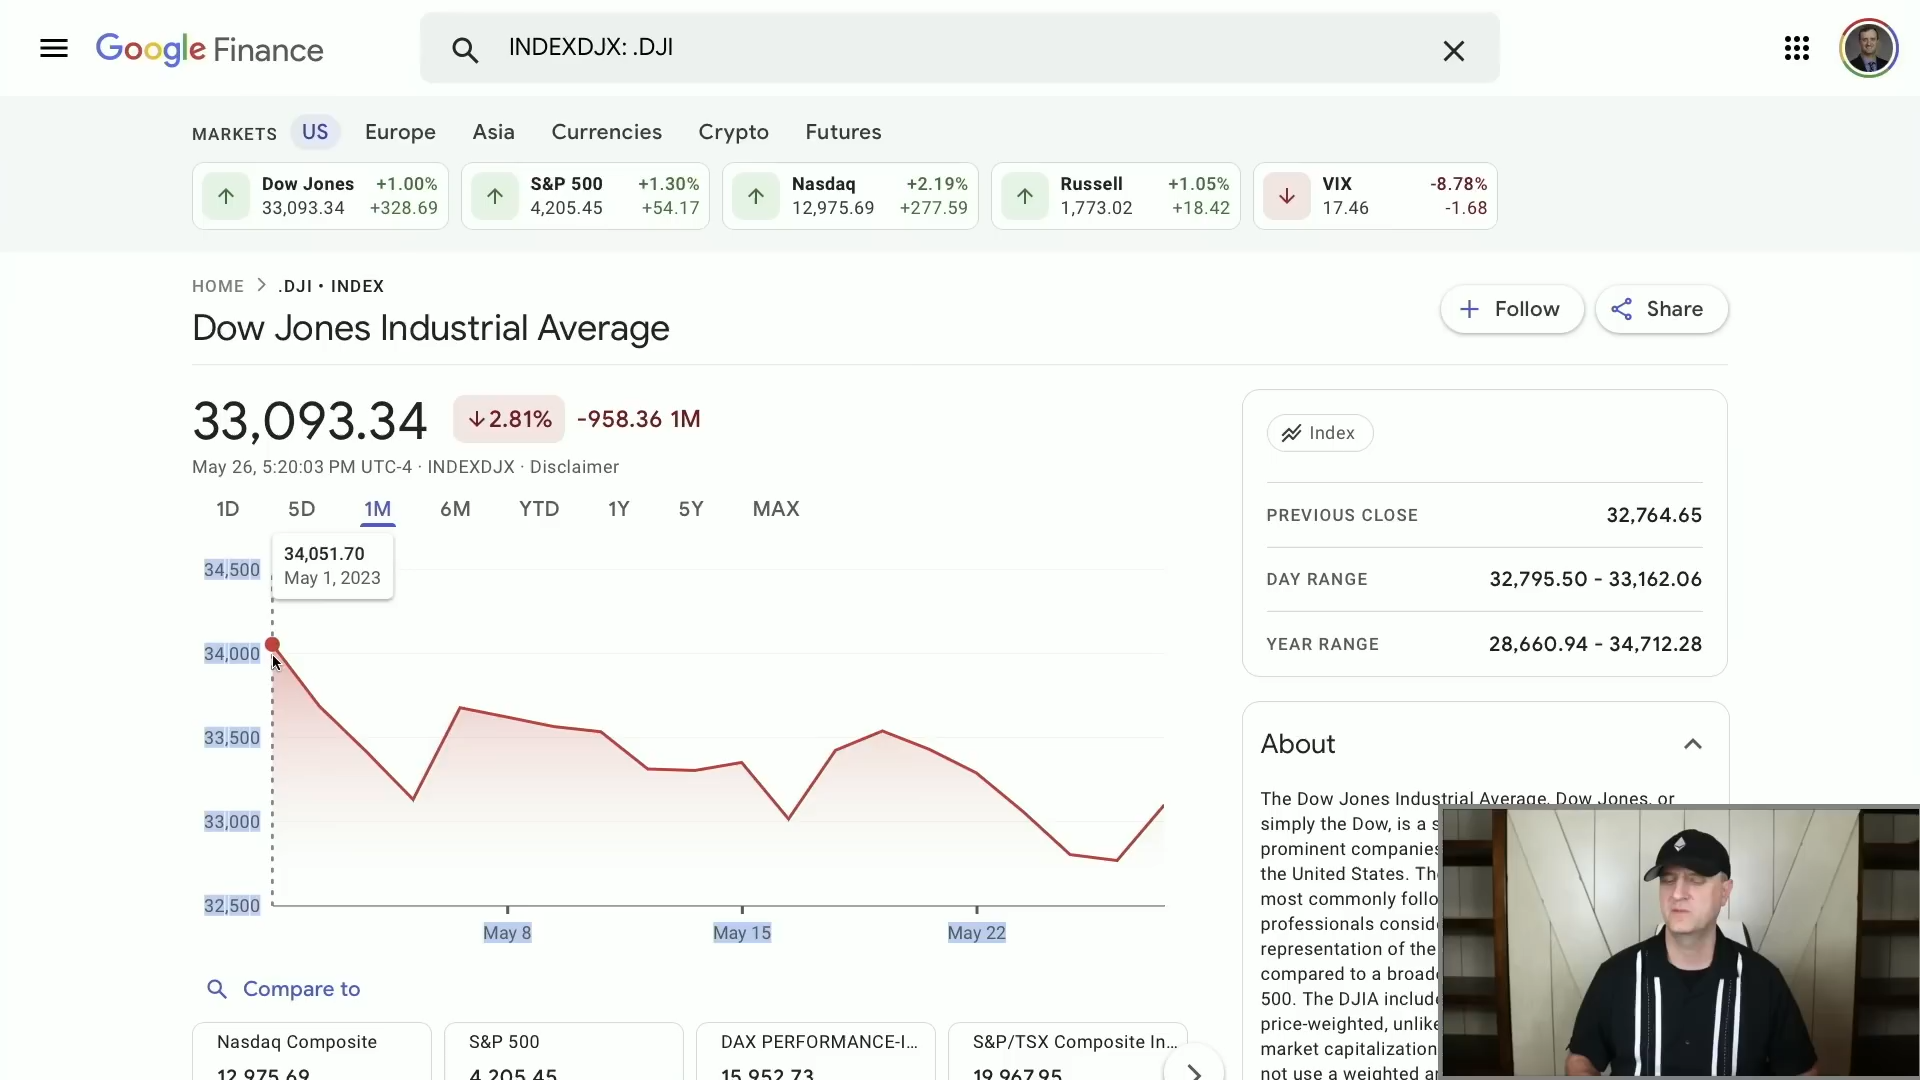 Google Finance
INDEXDJX: .DJI
MARKETS US Europe Asia Currencies Crypto Futures
Dow Jones +1.00%
33,093.34 +328.69
S&P 500 +1.30%
4,205.45 +54.17
Nasdaq +2.19%
12,975.69 +277.59
Russell +1.05%
1,773.02 +18.42
VIX -8.78%
17.46 -1.68
HOME > .DJI • INDEX
Dow Jones Industrial Average
+ Follow
Share
33,093.34 ↓2.81% -958.36 1M
May 26, 5:20:03 PM UTC-4 · INDEXDJX · Disclaimer
1D 5D 1M 6M YTD 1Y 5Y MAX
34,051.70
May 1, 2023
34,500
34,000
33,500
33,000
32,500
May 8 May 15 May 22
Compare to
Nasdaq Composite
12,975.69
S&P 500
4,205.45
DAX PERFORMANCE-I...
15,952.73
S&P/TSX Composite In...
19,967.95
Index
PREVIOUS CLOSE 32,764.65
DAY RANGE 32,795.50 - 33,162.06
YEAR RANGE 28,660.94 - 34,712.28
About
The Dow Jones Industrial Average, Dow Jones, or
simply the Dow, is a
prominent companies
the United States.
most commonly
professionals
representation of the
compared to a
500. The DJIA
price-weighted,
market capitalization
not use a weighted